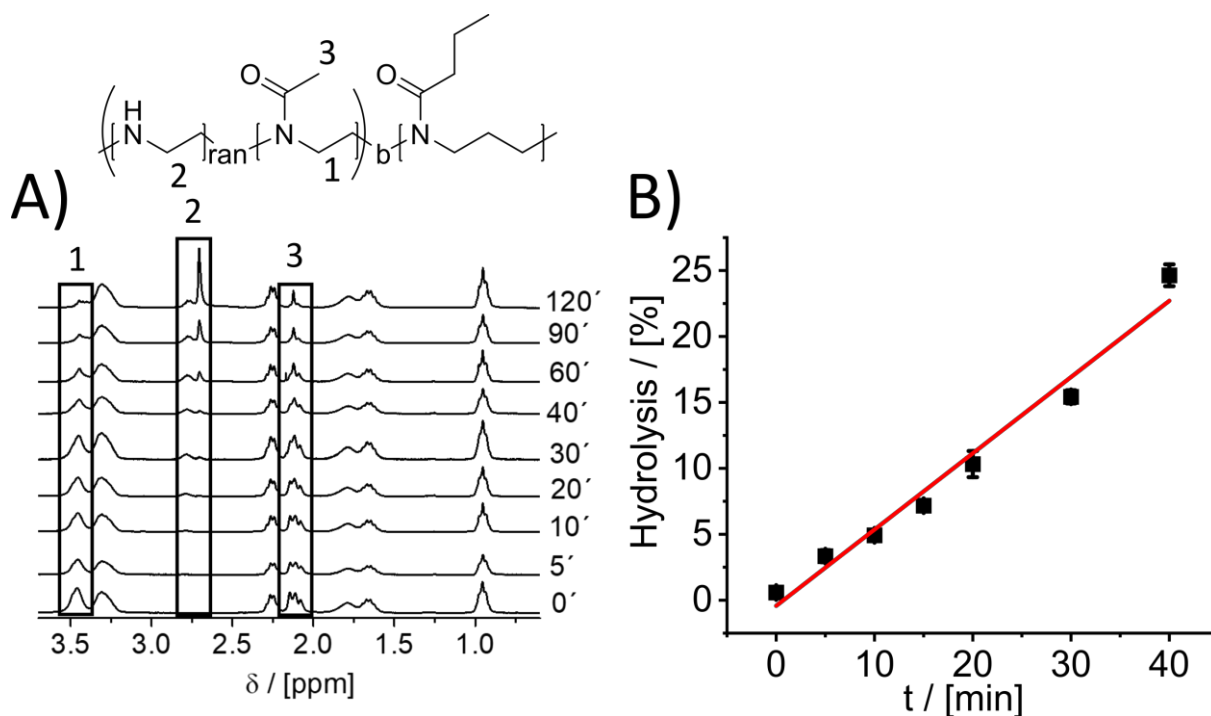 3
O
O
H
N
N
N
2
ran
1
b
A)
B)
1
2
3
120´
90´
60´
40´
30´
20´
10´
5´
0´
3.5 3.0 2.5 2.0 1.5 1.0
δ / [ppm]
Hydrolysis / [%]
25
20
15
10
5
0
0 10 20 30 40
t / [min]